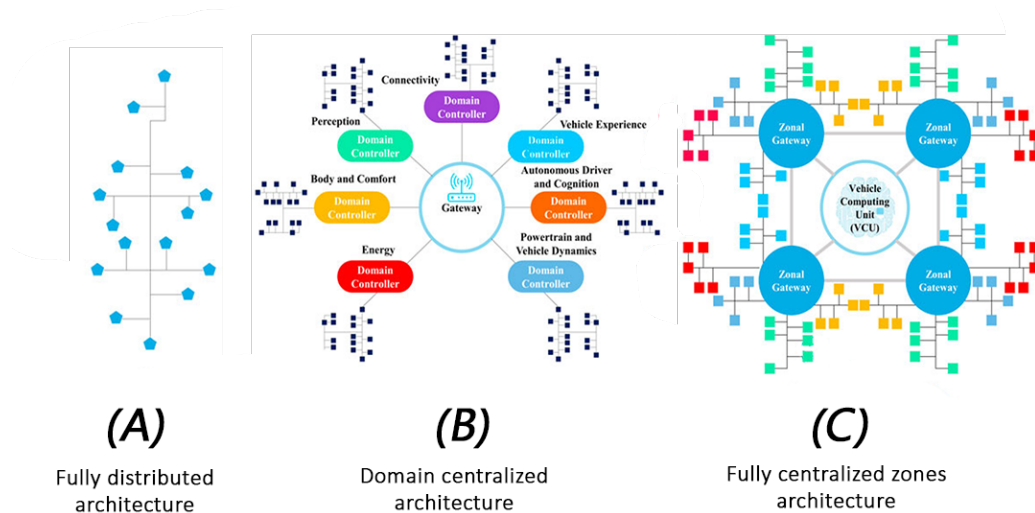 Connectivity
Domain
Controller
Perception
Domain
Controller
Vehicle Experience
Domain
Controller
Body and Comfort
Domain
Controller
Gateway
Autonomous Driver
and Cognition
Domain
Controller
Energy
Domain
Controller
Powertrain and
Vehicle Dynamics
Domain
Controller
Zonal
Gateway
Zonal
Gateway
Vehicle
Computing
Unit
(VCU)
Zonal
Gateway
Zonal
Gateway
(A)
Fully distributed
architecture
(B)
Domain centralized
architecture
(C)
Fully centralized zones
architecture